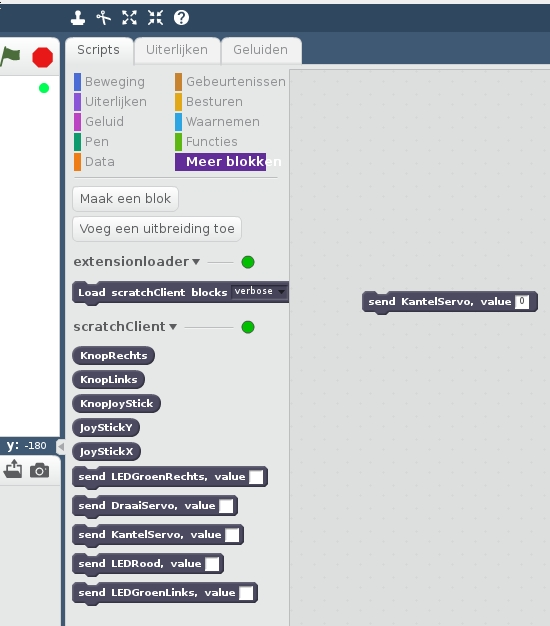 Scripts Uiterlijken Geluiden
Beweging Gebeurtenissen
Uiterlijken Besturen
Geluid Waarnemen
Pen Functies
Data Meer blokken
Maak een blok
Voeg een uitbreiding toe
extensionloader
Load scratchClient blocks verbose
send KantelServo, value 0
scratchClient
KnopRechts
KnopLinks
KnopJoyStick
JoyStickY
y: -180
JoyStickX
send LEDGroenRechts, value
send DraaiServo, value
send KantelServo, value
send LEDRood, value
send LEDGroenLinks, value